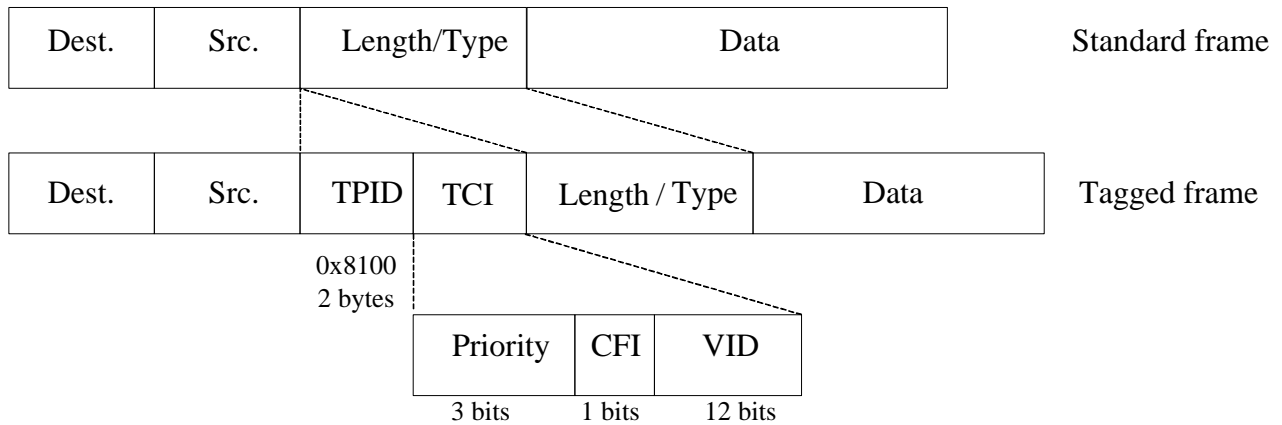 Dest. Src. Length/Type Data Standard frame
Dest. Src. TPID TCI Length / Type Data Tagged frame
0x8100
2 bytes
Priority CFI VID
3 bits 1 bits 12 bits